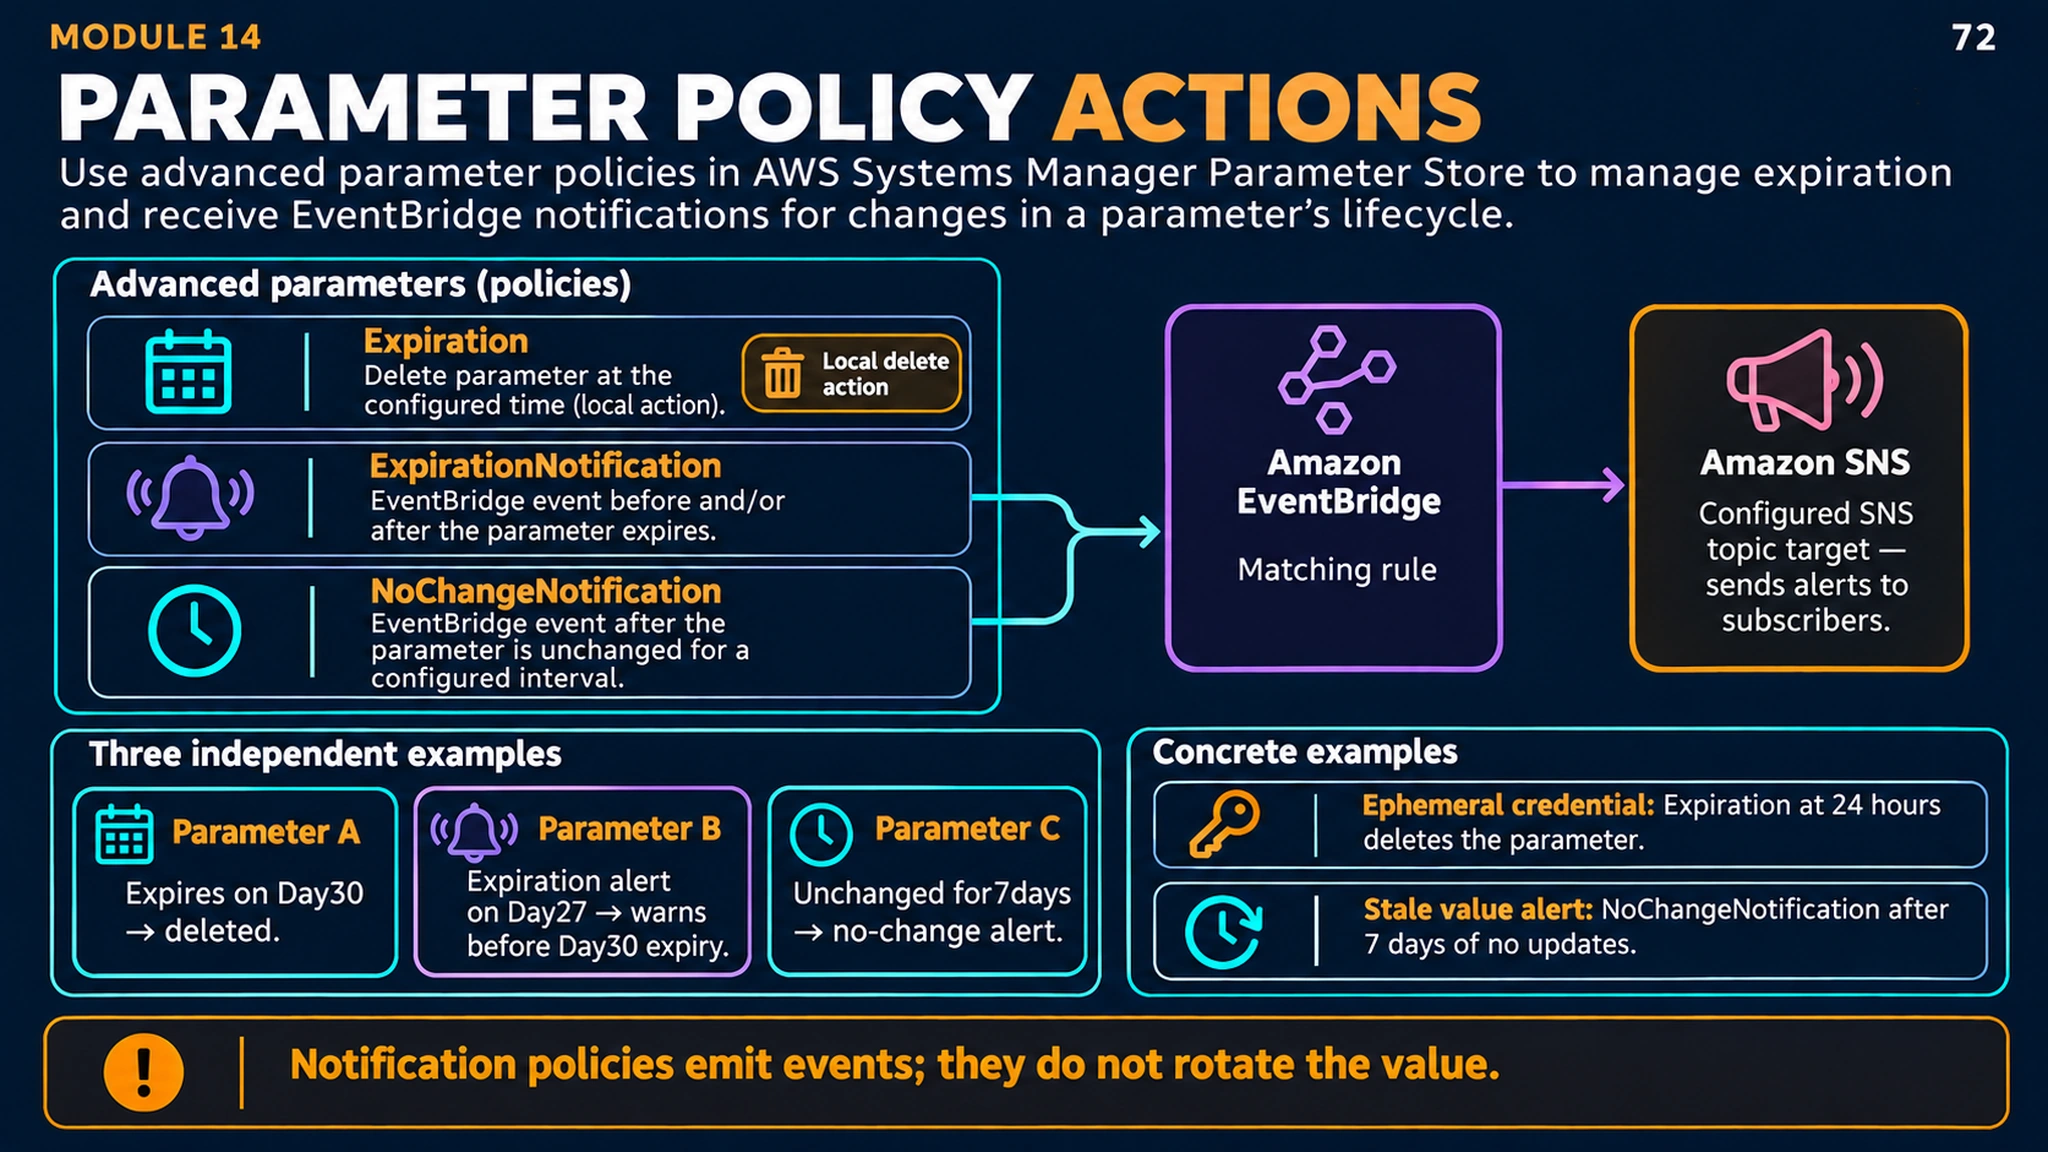 MODULE 14
72
PARAMETER POLICY ACTIONS
Use advanced parameter policies in AWS Systems Manager Parameter Store to manage expiration
and receive EventBridge notifications for changes in a parameter’s lifecycle.
Advanced parameters (policies)
Expiration
Delete parameter at the
configured time (local action).
Local delete
action
ExpirationNotification
EventBridge event before and/or
after the parameter expires.
NoChangeNotification
EventBridge event after the
parameter is unchanged for a
configured interval.
Amazon
EventBridge
Matching rule
Amazon SNS
Configured SNS
topic target —
sends alerts to
subscribers.
Three independent examples
Parameter A
Expires on Day30
→ deleted.
Parameter B
Expiration alert
on Day27 → warns
before Day30 expiry.
Parameter C
Unchanged for7days
→ no-change alert.
Concrete examples
Ephemeral credential: Expiration at 24 hours
deletes the parameter.
Stale value alert: NoChangeNotification after
7 days of no updates.
Notification policies emit events; they do not rotate the value.